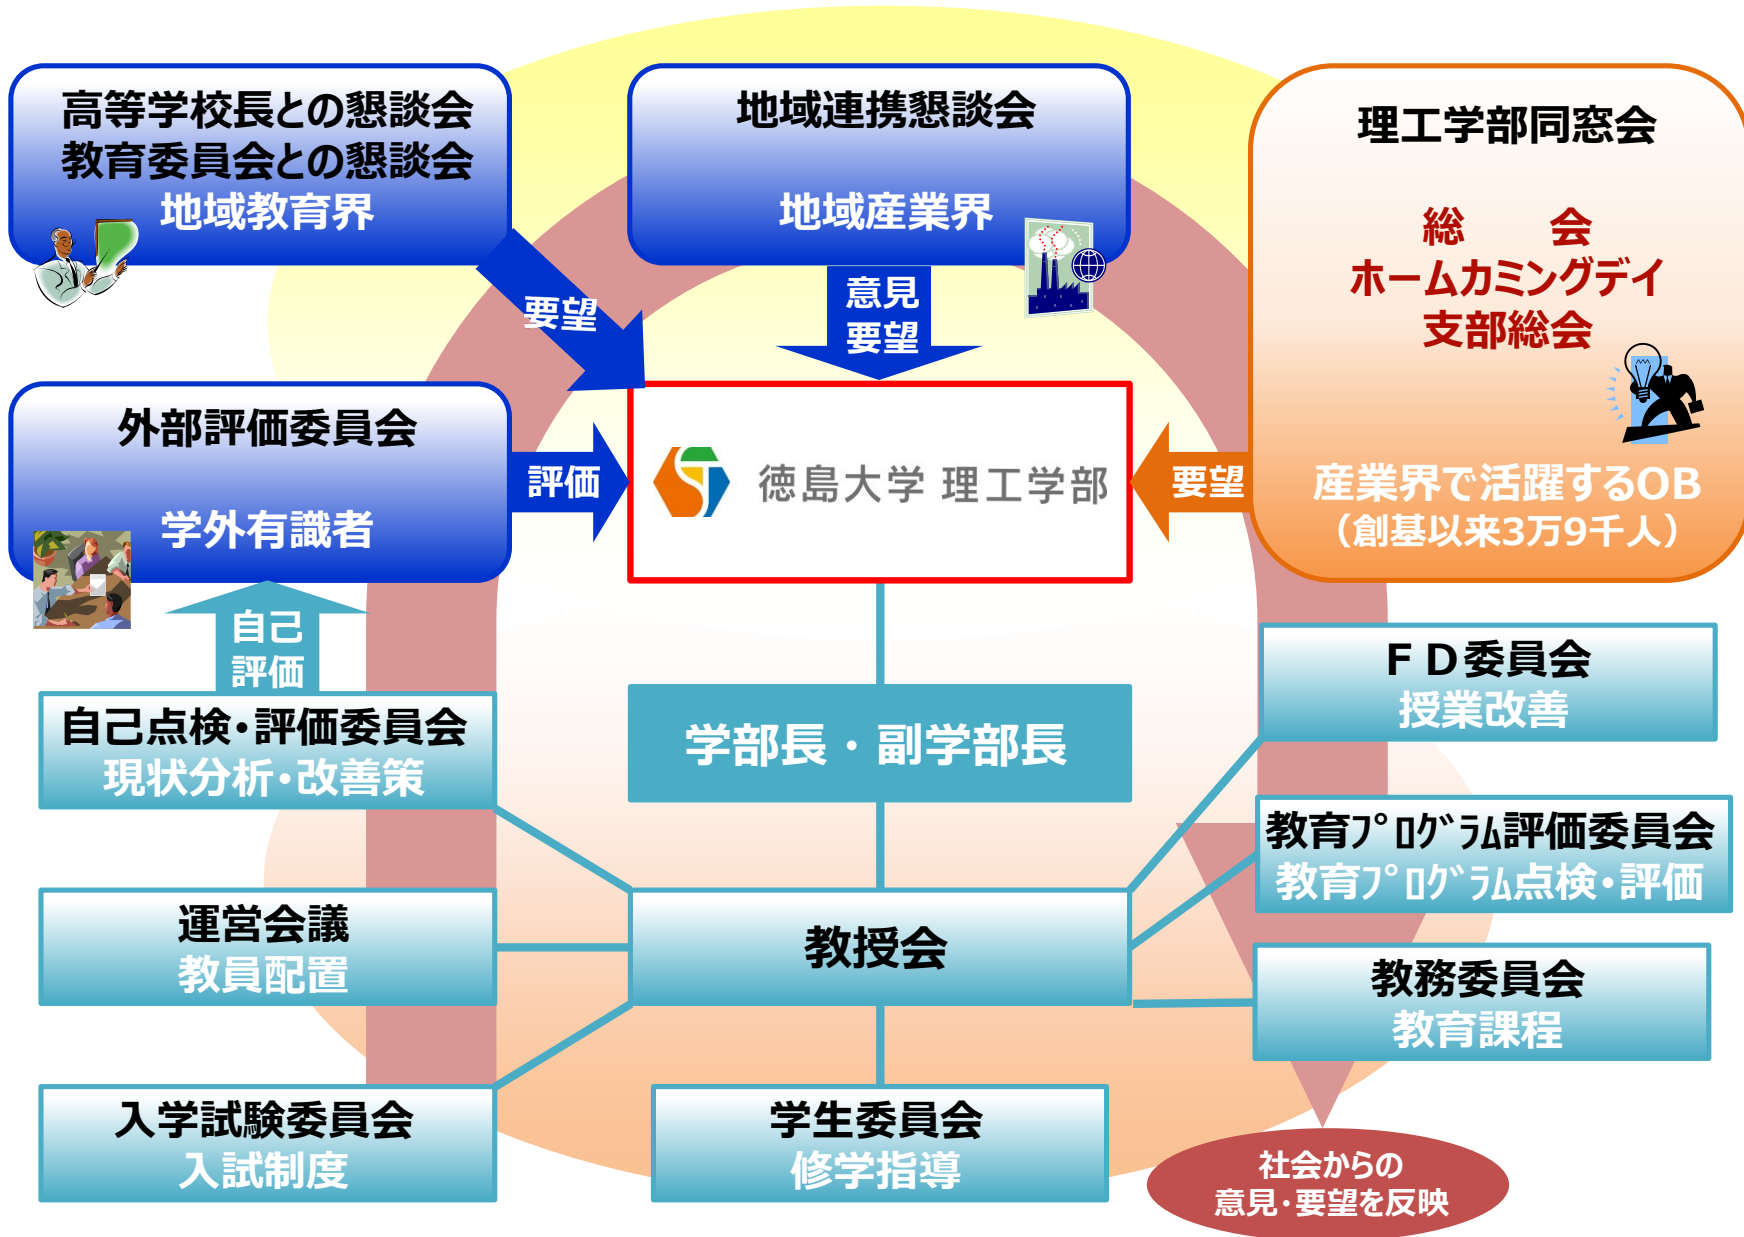 高等学校長との懇談会
教育委員会との懇談会
地域教育界
地域連携懇談会
地域産業界
理工学部同窓会
総　会
ホームカミングデイ
支部総会
産業界で活躍するOB
（創基以来3万9千人）
要望
意見
要望
外部評価委員会
学外有識者
評価
徳島大学 理工学部
要望
自己
評価
自己点検・評価委員会
現状分析・改善策
学部長・副学部長
ＦＤ委員会
授業改善
教育ﾌﾟﾛｸﾞﾗﾑ評価委員会
教育ﾌﾟﾛｸﾞﾗﾑ点検・評価
運営会議
教員配置
教授会
教務委員会
教育課程
入学試験委員会
入試制度
学生委員会
修学指導
社会からの
意見・要望を反映